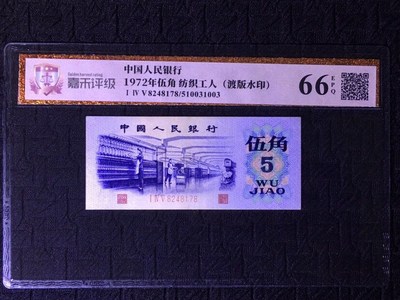 嘉禾评级
中国人民银行
1972年伍角 纺织工人（渡版水印）
I IV V 8248178/510031003
66 EPQ
中国人民银行
伍角
5
WU
JIAO
I IV V 8248178